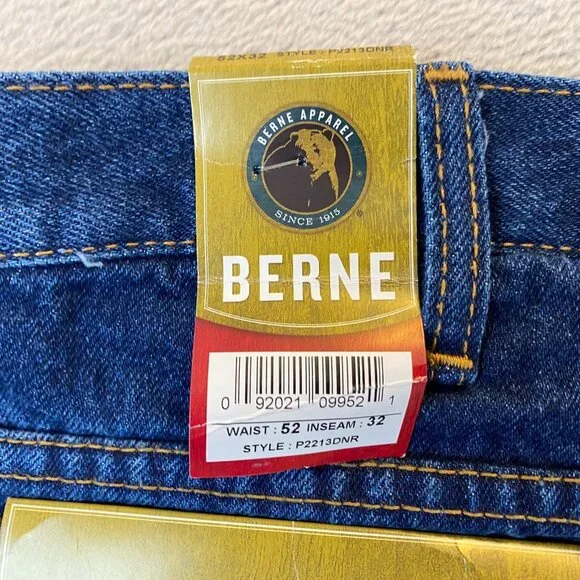 52X32 STYLE: P2213DNR
BERNE APPAREL
SINCE 1915
®
BERNE
0 92021 09952 1
WAIST : 52 INSEAM : 32
STYLE : P2213DNR